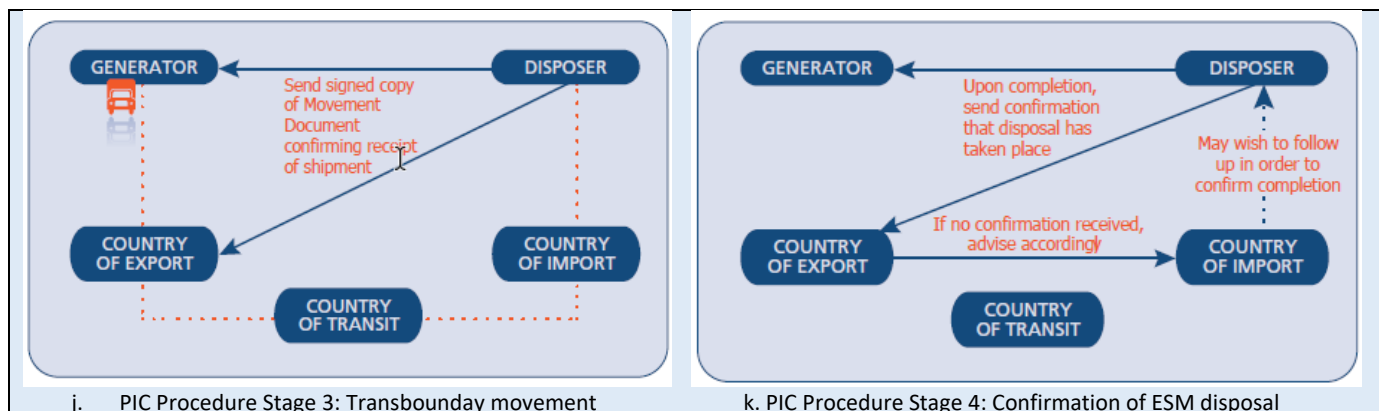 GENERATOR
DISPOSER
Send signed copy
of Movement
Document
confirming receipt
of shipment
COUNTRY
OF EXPORT
COUNTRY
OF IMPORT
COUNTRY
OF TRANSIT
j. PIC Procedure Stage 3: Transbounday movement
GENERATOR
DISPOSER
Upon completion,
send confirmation
that disposal has
taken place
May wish to follow
up in order to
confirm completion
If no confirmation received,
advise accordingly
COUNTRY
OF EXPORT
COUNTRY
OF IMPORT
COUNTRY
OF TRANSIT
k. PIC Procedure Stage 4: Confirmation of ESM disposal